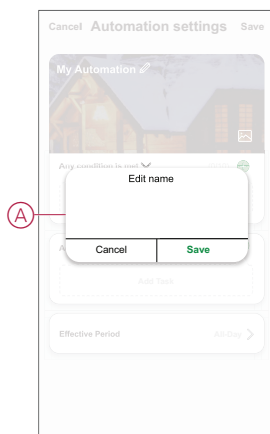 Cancel Automation settings Save
My Automation
Any condition is met
Edit name
A
Cancel Save
Add Task
Effective Period All-Day